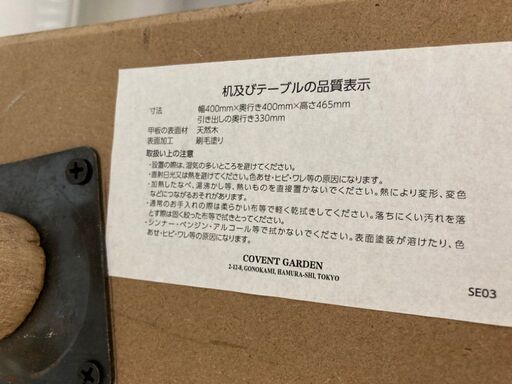 机及びテーブルの品質表示
寸法 幅400mm×奥行き400mm×高さ465mm
引き出しの奥行き330mm
甲板の表面材 天然木
表面加工 刷毛塗り
取扱い上の注意
・設置の際は、湿気の多いところを避けてください。
・直射日光又は熱を避けてください。色あせ・ヒビ・ワレ等の原因になります。
・加熱したなべ、湯沸かし等、熱いものを直接置かないでください。熱により変形、変色
などにつながるおそれがあります。
・通常のお手入れの際は柔らかい布等で軽く乾拭きしてください。落ちにくい汚れを落
とす際は固く絞った布等で拭きとってください。
・シンナー・ベンジン・アルコール等で拭かないでください。表面塗装が溶けたり、色
あせ・ヒビ・ワレ等の原因になります。
COVENT GARDEN
2-12-8, GONOKAMI, HAMURA-SHI, TOKYO
SE03